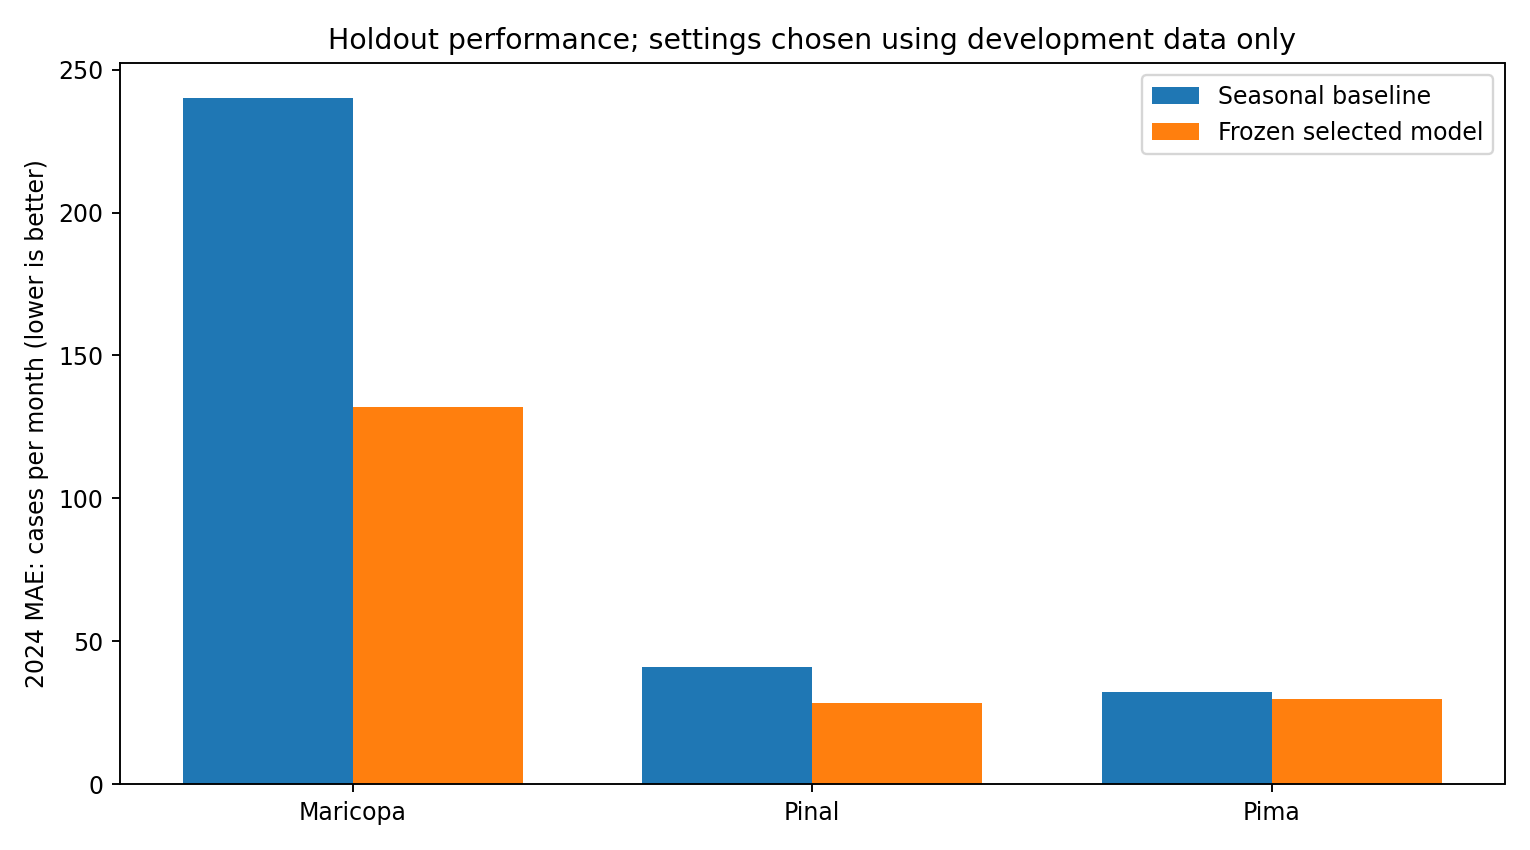 Holdout performance; settings chosen using development data only
2024 MAE: cases per month (lower is better)
250
200
150
100
50
0
Seasonal baseline
Frozen selected model
Maricopa
Pinal
Pima